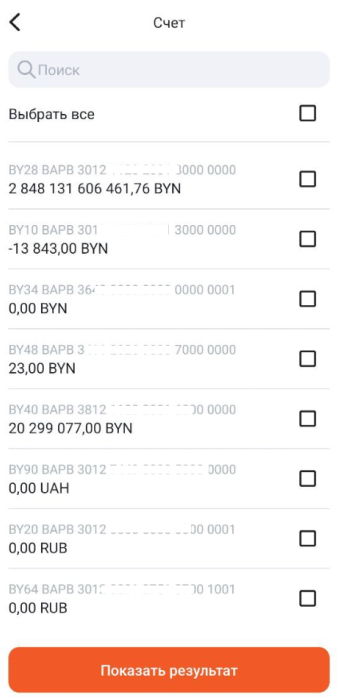 Счет
Поиск
Выбрать все
BY28 BAPB 3012 0000
2 848 131 606 461,76 BYN
BY10 BAPB 3000 0000
-13 843,00 BYN
BY34 BAPB 0000 0001
0,00 BYN
BY48 BAPB 7000 0000
23,00 BYN
BY40 BAPB 3812 0000
20 299 077,00 BYN
BY90 BAPB 3012 0000
0,00 UAH
BY20 BAPB 3012 0001
0,00 RUB
BY64 BAPB 1001
0,00 RUB
Показать результат